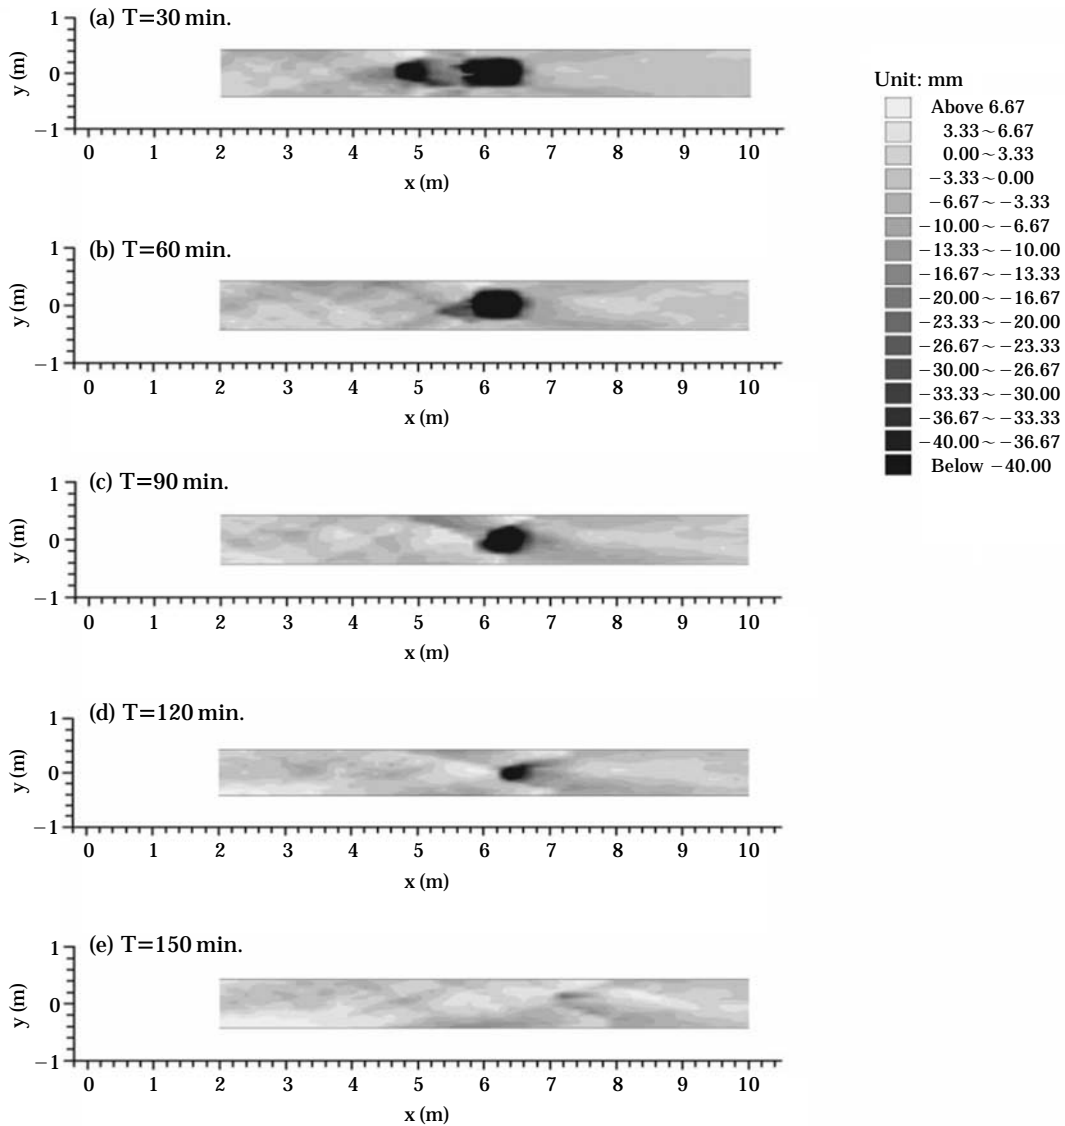 (a) T=30 min.
1
0
−1
y (m)
0 1 2 3 4 5 6 7 8 9 10
x (m)
(b) T=60 min.
1
0
−1
y (m)
0 1 2 3 4 5 6 7 8 9 10
x (m)
(c) T=90 min.
1
0
−1
y (m)
0 1 2 3 4 5 6 7 8 9 10
x (m)
(d) T=120 min.
1
0
−1
y (m)
0 1 2 3 4 5 6 7 8 9 10
x (m)
(e) T=150 min.
1
0
−1
y (m)
0 1 2 3 4 5 6 7 8 9 10
x (m)
Unit: mm
Above 6.67
3.33~6.67
0.00~3.33
−3.33~0.00
−6.67~−3.33
−10.00~−6.67
−13.33~−10.00
−16.67~−13.33
−20.00~−16.67
−23.33~−20.00
−26.67~−23.33
−30.00~−26.67
−33.33~−30.00
−36.67~−33.33
−40.00~−36.67
Below −40.00